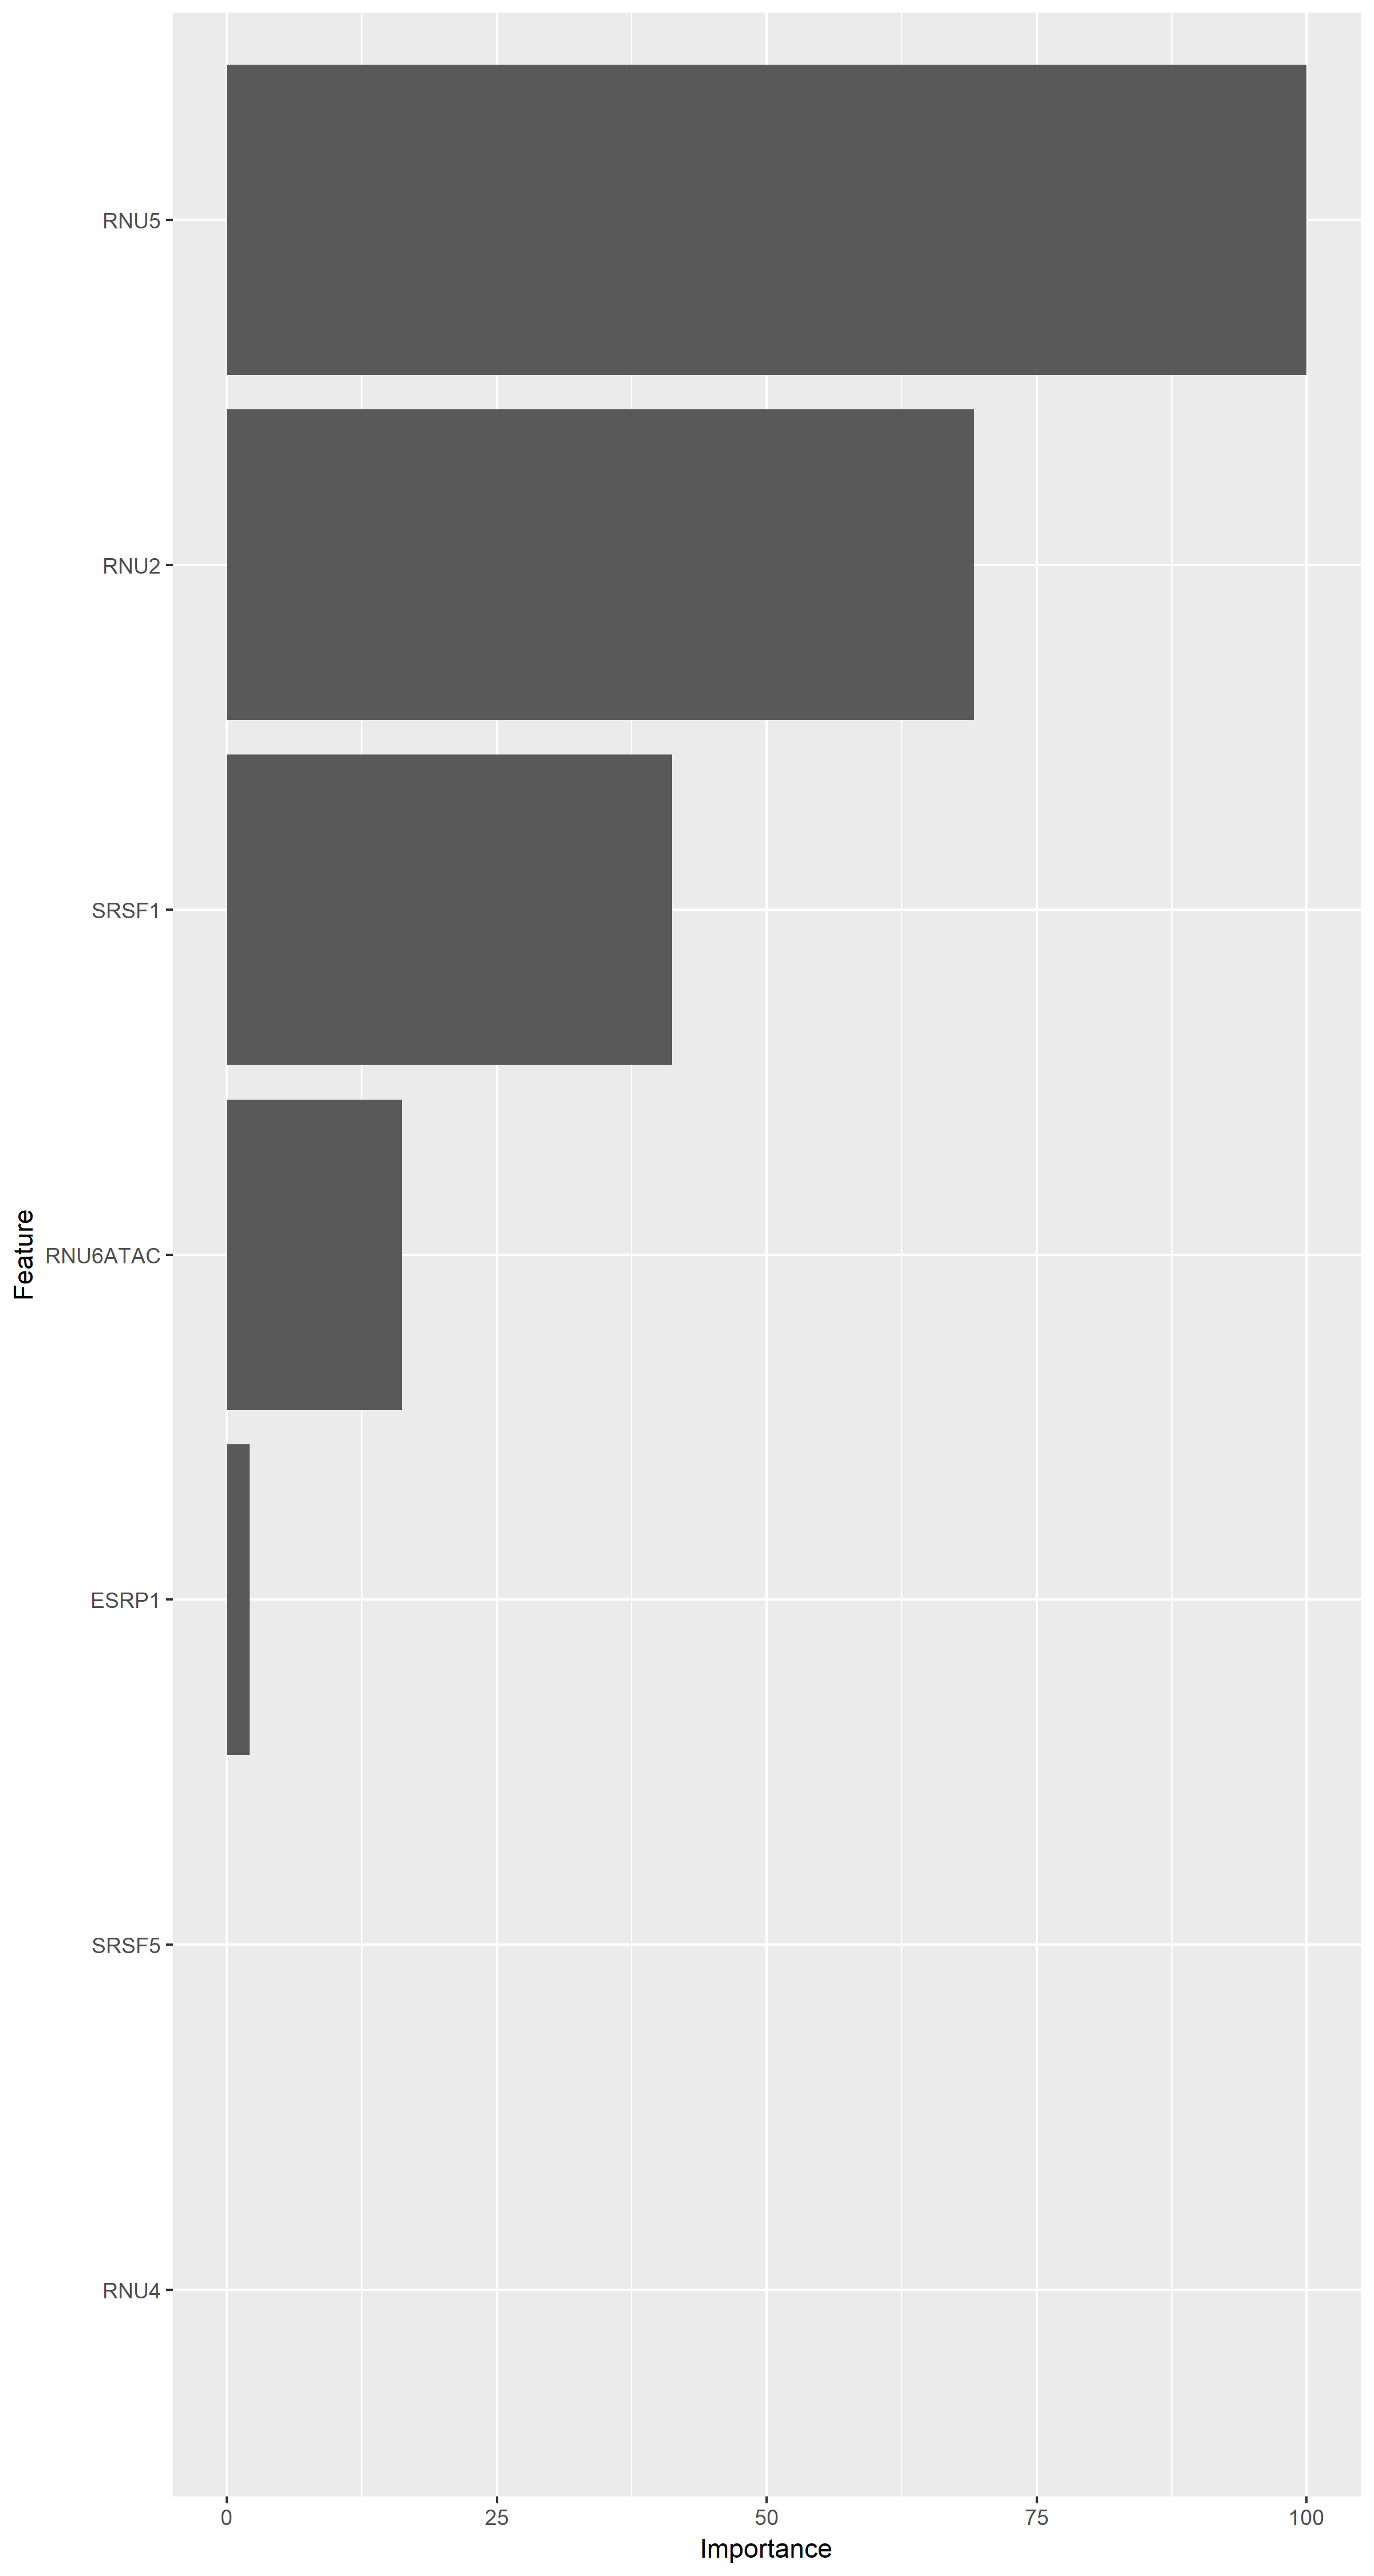 RNU5
RNU2
SRSF1
RNU6ATAC
ESRP1
SRSF5
RNU4
Feature
0 25 50 75 100
Importance